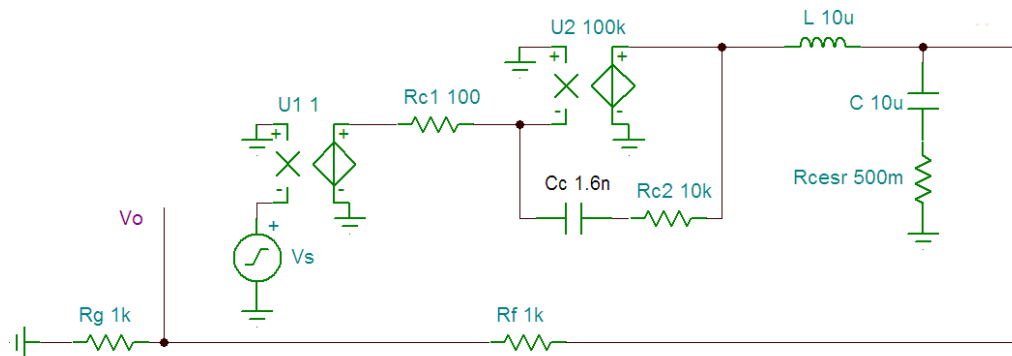 U2 100k
L 10u
+
+
U1 1
Rc1 100
C 10u
-
-
+
+
Cc 1.6n
Rc2 10k
Rcesr 500m
-
-
Vo
+
Vs
Rg 1k
Rf 1k